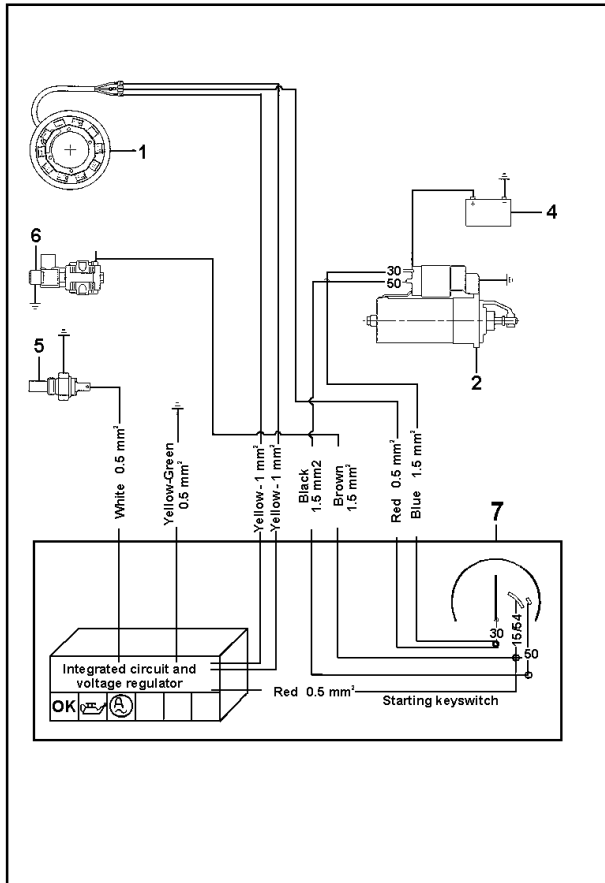 1
6
4
30
50
5
2
White 0.5 mm²
Yellow-Green
0.5 mm²
Yellow - 1 mm²
Yellow - 1 mm²
Black
1.5 mm2
Brown
1.5 mm²
Red 0.5 mm²
Blue 1.5 mm²
7
30
15/54
50
Integrated circuit and
voltage regulator
Red 0.5 mm²
Starting keyswitch
OK
A